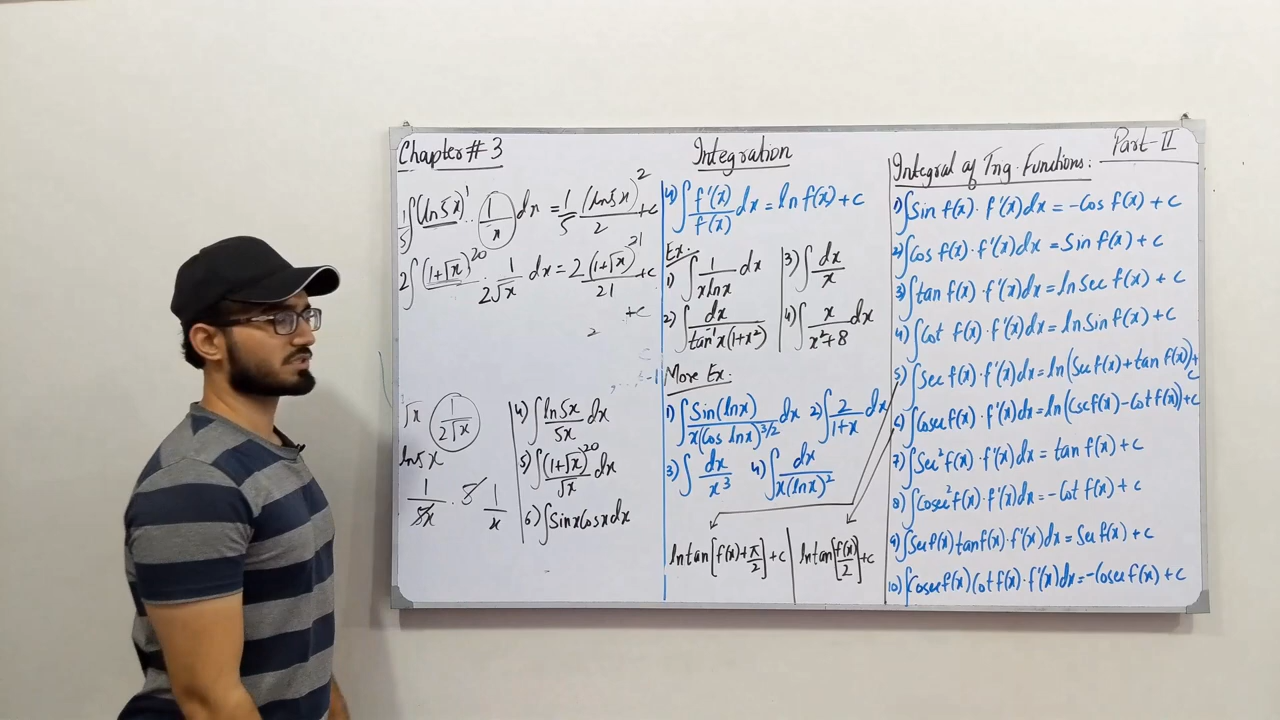 Chapter # 3
Integration
Part-II
1/5 ∫(ln5x)¹ · 1/x dx = 1/5 (ln5x)²/2 + c
2∫(1+√x)²⁰ · 1/2√x dx = 2(1+√x)²¹/21 + c
+c
2
√x 1/2√x
ln5x
1/5x · 5 1/x
4) ∫ ln5x/5x dx
5) ∫ (1+√x)²⁰/√x dx
6) ∫Sinx Cosx dx
4) ∫ f'(x)/f(x) dx = ln f(x) + c
Ex:
1) ∫ 1/xlnx dx
2) ∫ dx/tan⁻¹x(1+x²)
3) ∫ dx/x
4) ∫ x/x²+8 dx
More Ex:
1) ∫ Sin(lnx)/x(Cos lnx)^3/2 dx 2) ∫ 2/1+x dx
3) ∫ dx/x³ 4) ∫ dx/x(lnx)²
ln tan[f(x)+π/2]+c
ln tan[f(x)/2]+c
Integral of Trig. Functions:
1) ∫Sin f(x) · f'(x) dx = -Cos f(x) + c
2) ∫Cos f(x) · f'(x) dx = Sin f(x) + c
3) ∫tan f(x) · f'(x) dx = ln Sec f(x) + c
4) ∫Cot f(x) · f'(x) dx = ln Sin f(x) + c
5) ∫Sec f(x) · f'(x) dx = ln(Sec f(x) + tan f(x)) + c
6) ∫Cosec f(x) · f'(x) dx = ln(Csc f(x) - Cot f(x)) + c
7) ∫Sec² f(x) · f'(x) dx = tan f(x) + c
8) ∫Cosec² f(x) · f'(x) dx = -Cot f(x) + c
9) ∫Sec f(x) tan f(x) · f'(x) dx = Sec f(x) + c
10) ∫Cosec f(x) Cot f(x) · f'(x) dx = -Cosec f(x) + c